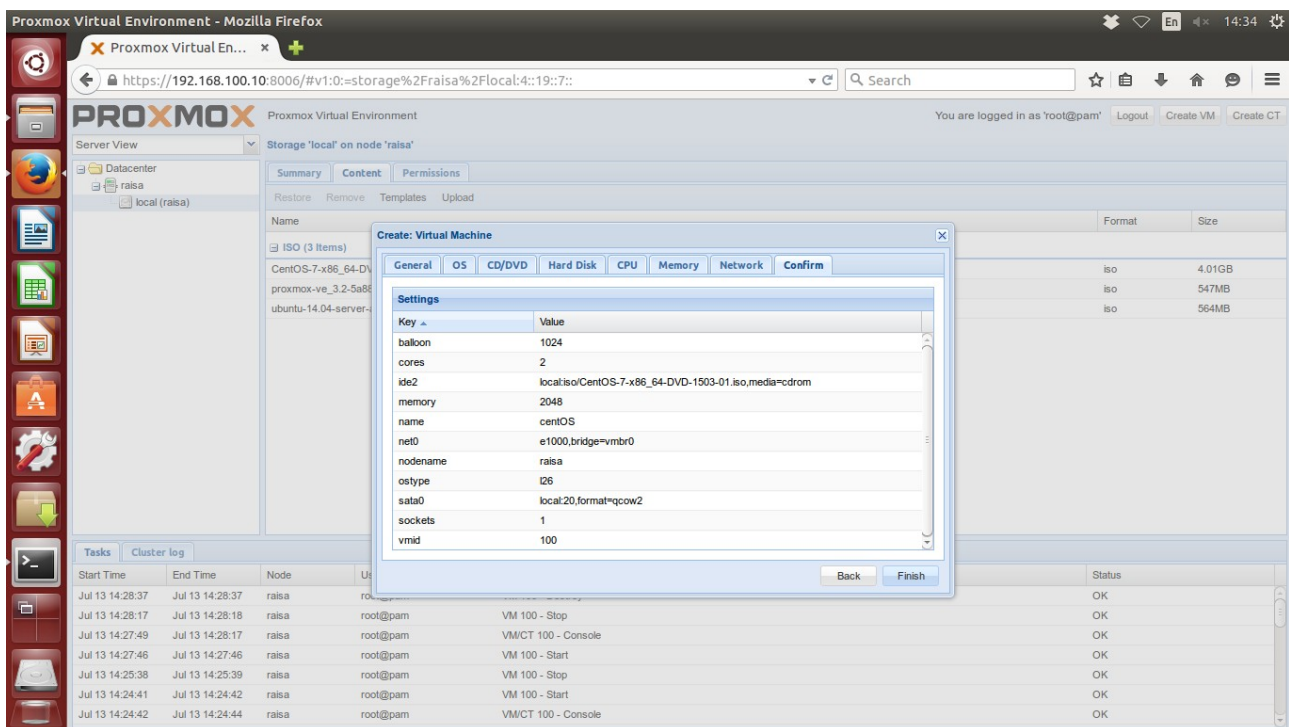 Proxmox Virtual Environment - Mozilla Firefox En 14:34
Proxmox Virtual En... ×
https://192.168.100.10:8006/#v1:0:=storage%2Fraisa%2Flocal:4::19::7:: Search
PROXMOX Proxmox Virtual Environment You are logged in as 'root@pam' Logout Create VM Create CT
Server View Storage 'local' on node 'raisa'
Datacenter
raisa
local (raisa)
Summary Content Permissions
Restore Remove Templates Upload
Name Format Size
ISO (3 Items)
CentOS-7-x86_64-DV iso 4.01GB
proxmox-ve_3.2-5a88 iso 547MB
ubuntu-14.04-server-a iso 564MB
Create: Virtual Machine
General OS CD/DVD Hard Disk CPU Memory Network Confirm
Settings
Key Value
balloon 1024
cores 2
ide2 local:iso/CentOS-7-x86_64-DVD-1503-01.iso,media=cdrom
memory 2048
name centOS
net0 e1000,bridge=vmbr0
nodename raisa
ostype l26
sata0 local:20,format=qcow2
sockets 1
vmid 100
Back Finish
Tasks Cluster log
Start Time End Time Node Status
Jul 13 14:28:37 Jul 13 14:28:37 raisa OK
Jul 13 14:28:17 Jul 13 14:28:18 raisa root@pam VM 100 - Stop OK
Jul 13 14:27:49 Jul 13 14:28:17 raisa root@pam VM/CT 100 - Console OK
Jul 13 14:27:46 Jul 13 14:27:46 raisa root@pam VM 100 - Start OK
Jul 13 14:25:38 Jul 13 14:25:39 raisa root@pam VM 100 - Stop OK
Jul 13 14:24:41 Jul 13 14:24:42 raisa root@pam VM 100 - Start OK
Jul 13 14:24:42 Jul 13 14:24:44 raisa root@pam VM/CT 100 - Console OK